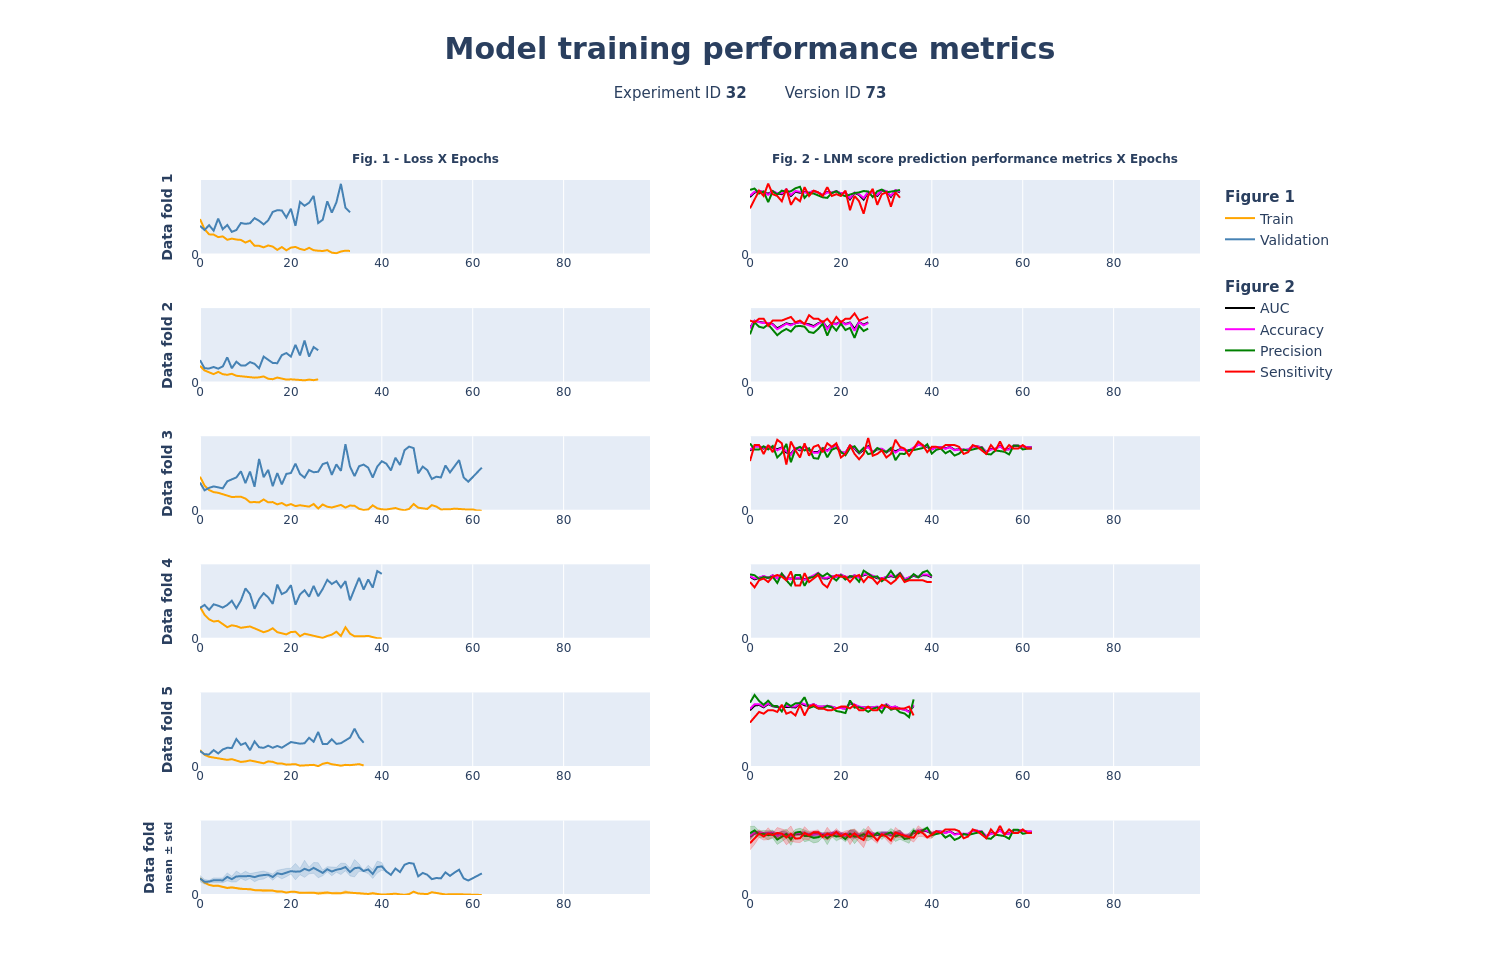 Model training performance metrics
Experiment ID 32 Version ID 73
Fig. 1 - Loss X Epochs
Fig. 2 - LNM score prediction performance metrics X Epochs
Data fold 1
0
0 20 40 60 80
0
0 20 40 60 80
Data fold 2
0
0 20 40 60 80
0
0 20 40 60 80
Data fold 3
0
0 20 40 60 80
0
0 20 40 60 80
Data fold 4
0
0 20 40 60 80
0
0 20 40 60 80
Data fold 5
0
0 20 40 60 80
0
0 20 40 60 80
Data fold
mean ± std
0
0 20 40 60 80
0
0 20 40 60 80
Figure 1
Train
Validation
Figure 2
AUC
Accuracy
Precision
Sensitivity